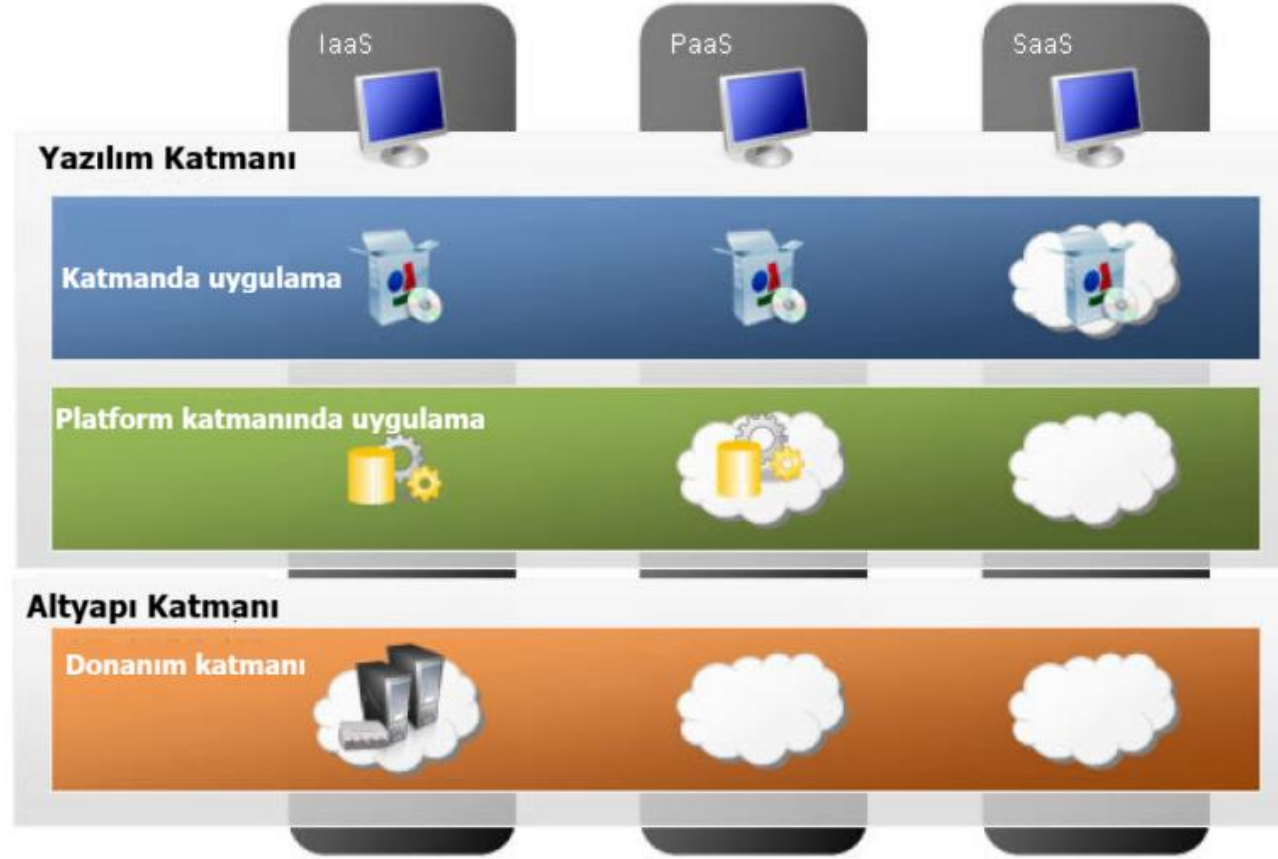 IaaS
PaaS
SaaS
Yazılım Katmanı
Katmanda uygulama
Platform katmanında uygulama
Altyapı Katmanı
Donanım katmanı